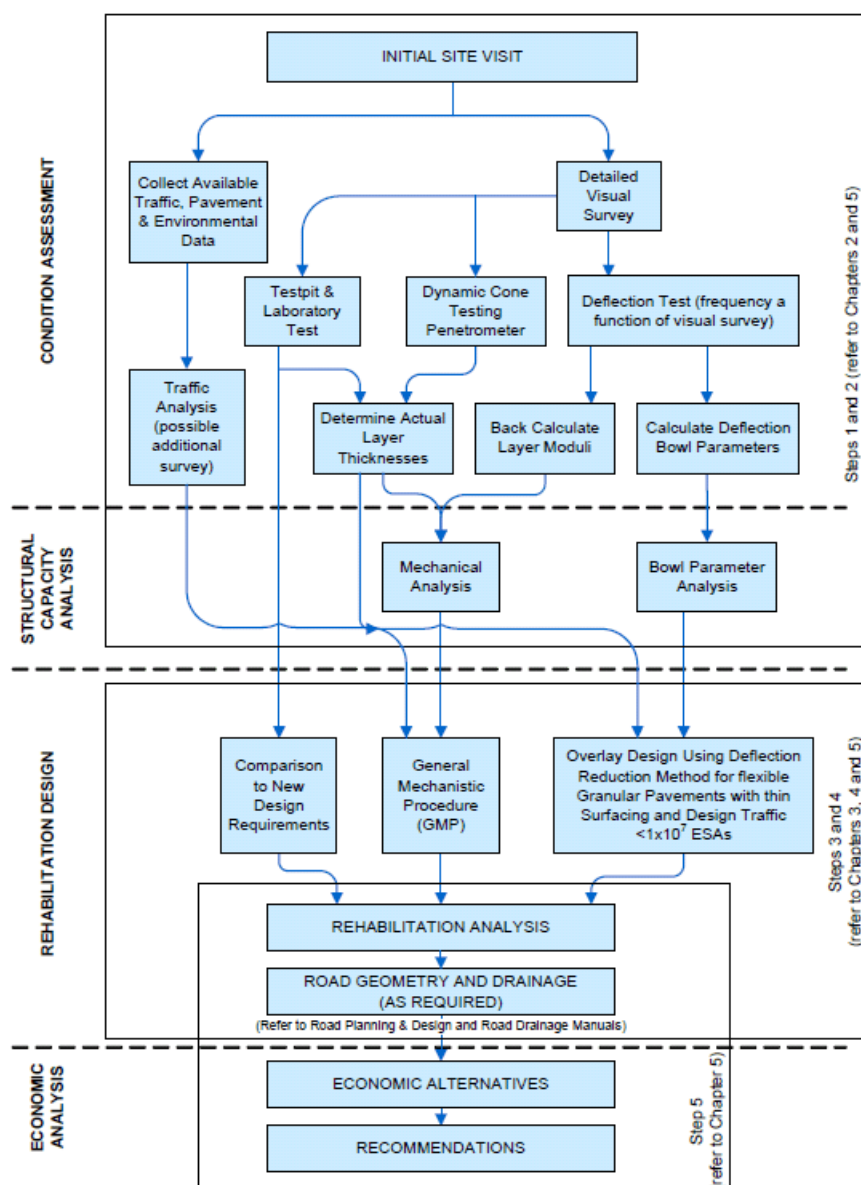 INITIAL SITE VISIT
CONDITION ASSESSMENT
Collect Available
Traffic, Pavement
& Environmental
Data
Detailed
Visual
Survey
Testpit &
Laboratory
Test
Dynamic Cone
Testing
Penetrometer
Deflection Test (frequency a
function of visual survey)
Traffic
Analysis
(possible
additional
survey)
Determine Actual
Layer
Thicknesses
Back Calculate
Layer Moduli
Calculate Deflection
Bowl Parameters
Steps 1 and 2 (refer to Chapters 2 and 5)
STRUCTURAL
CAPACITY
ANALYSIS
Mechanical
Analysis
Bowl Parameter
Analysis
REHABILITATION DESIGN
Comparison
to New
Design
Requirements
General
Mechanistic
Procedure
(GMP)
Overlay Design Using Deflection
Reduction Method for flexible
Granular Pavements with thin
Surfacing and Design Traffic
<1x10⁷ ESAs
Steps 3 and 4
(refer to Chapters 3, 4 and 5)
REHABILITATION ANALYSIS
ROAD GEOMETRY AND DRAINAGE
(AS REQUIRED)
(Refer to Road Planning & Design and Road Drainage Manuals)
ECONOMIC
ANALYSIS
ECONOMIC ALTERNATIVES
RECOMMENDATIONS
Step 5
(refer to Chapter 5)